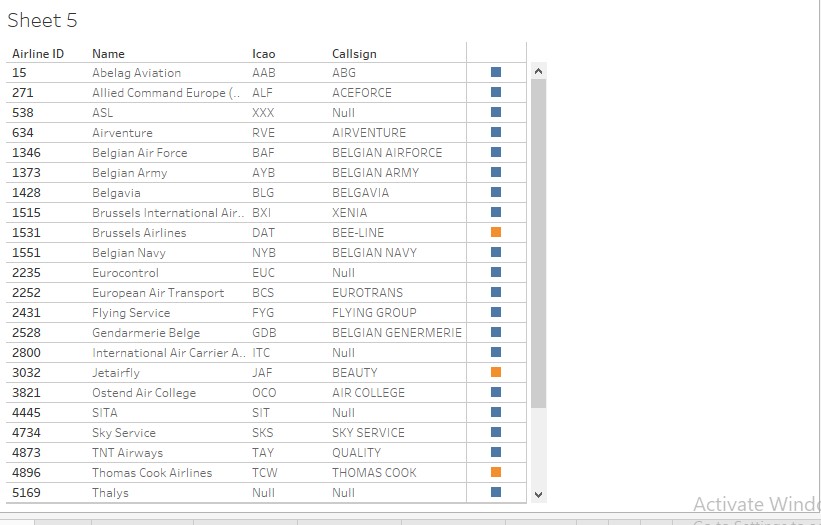 Sheet 5
Airline ID Name Icao Callsign
15 Abelag Aviation AAB ABG
271 Allied Command Europe (.. ALF ACEFORCE
538 ASL XXX Null
634 Airventure RVE AIRVENTURE
1346 Belgian Air Force BAF BELGIAN AIRFORCE
1373 Belgian Army AYB BELGIAN ARMY
1428 Belgavia BLG BELGAVIA
1515 Brussels International Air.. BXI XENIA
1531 Brussels Airlines DAT BEE-LINE
1551 Belgian Navy NYB BELGIAN NAVY
2235 Eurocontrol EUC Null
2252 European Air Transport BCS EUROTRANS
2431 Flying Service FYG FLYING GROUP
2528 Gendarmerie Belge GDB BELGIAN GENERMERIE
2800 International Air Carrier A.. ITC Null
3032 Jetairfly JAF BEAUTY
3821 Ostend Air College OCO AIR COLLEGE
4445 SITA SIT Null
4734 Sky Service SKS SKY SERVICE
4873 TNT Airways TAY QUALITY
4896 Thomas Cook Airlines TCW THOMAS COOK
5169 Thalys Null Null
Activate Windo